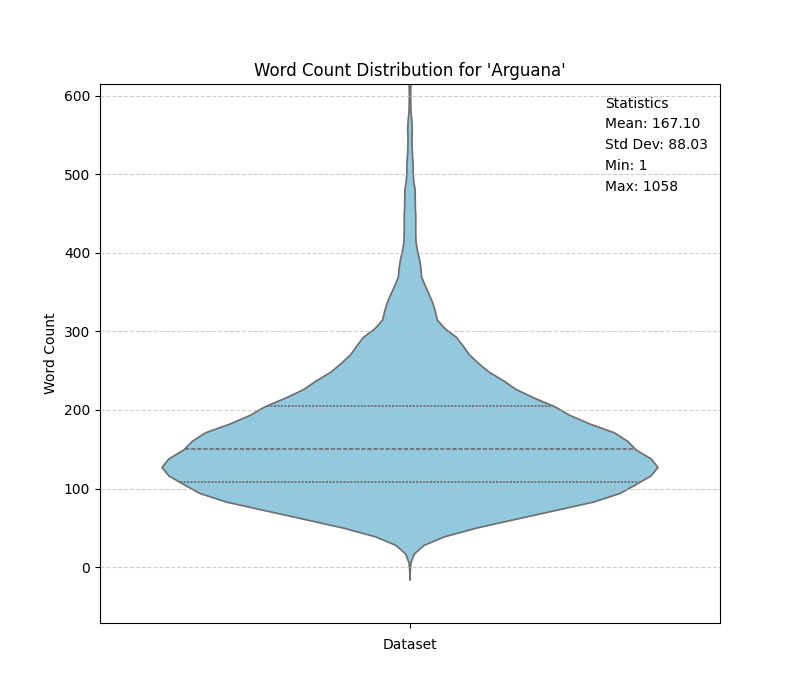 Word Count Distribution for 'Arguana'
Statistics
Mean: 167.10
Std Dev: 88.03
Min: 1
Max: 1058
600
500
400
300
200
100
0
Word Count
Dataset